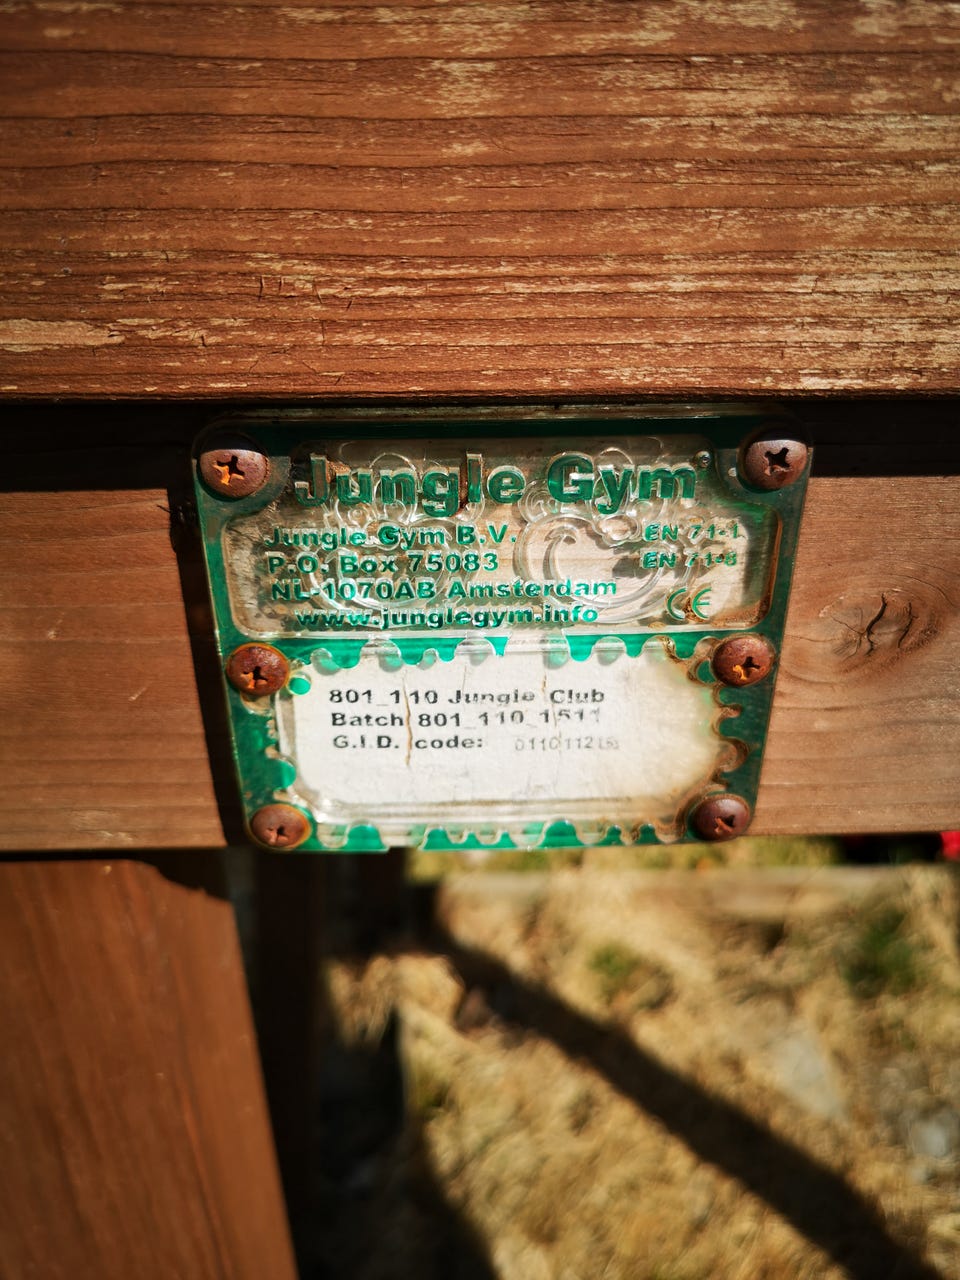 Jungle Gym
Jungle Gym B.V.
P.O. Box 75083
NL-1070AB Amsterdam
www.junglegym.info
EN 71-1
EN 71-8
CE
801_110 Jungle Club
Batch 801_110_1511
G.I.D. code: